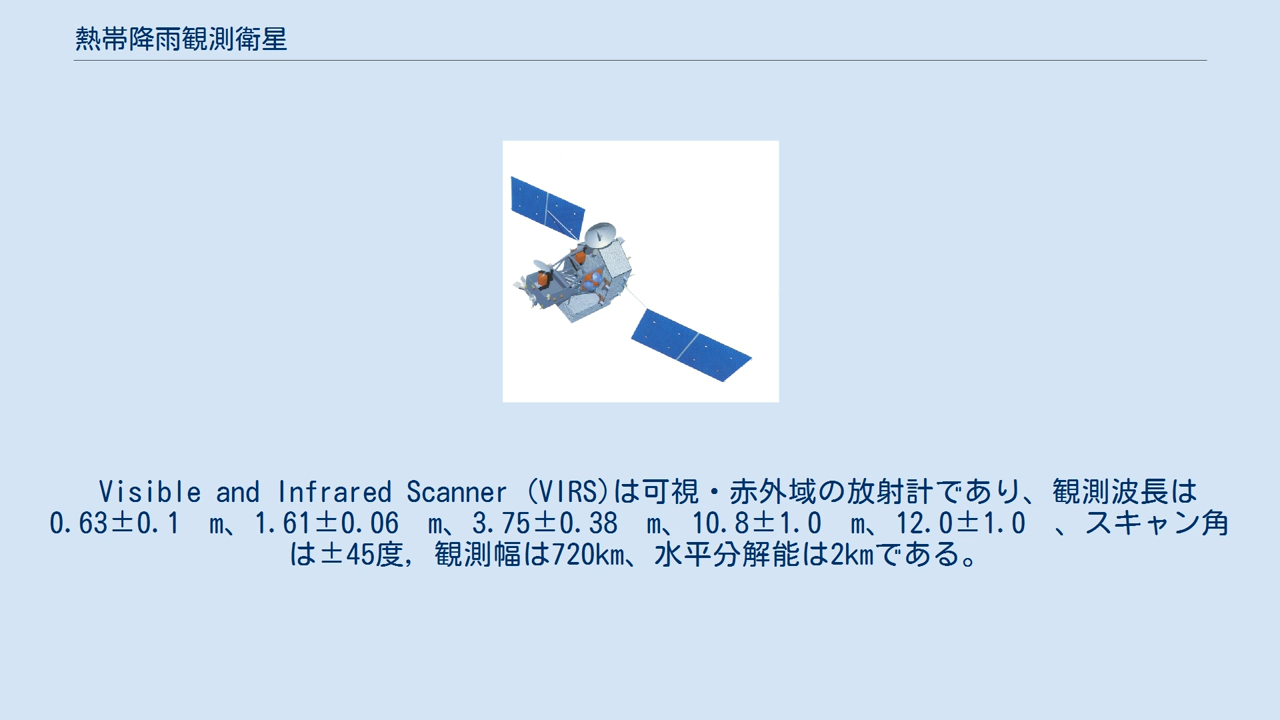 熱帯降雨観測衛星
Visible and Infrared Scanner (VIRS)は可視・赤外域の放射計であり、観測波長は
0.63±0.1　m、1.61±0.06　m、3.75±0.38　m、10.8±1.0　m、12.0±1.0　、スキャン角
は±45度, 観測幅は720km、水平分解能は2kmである。